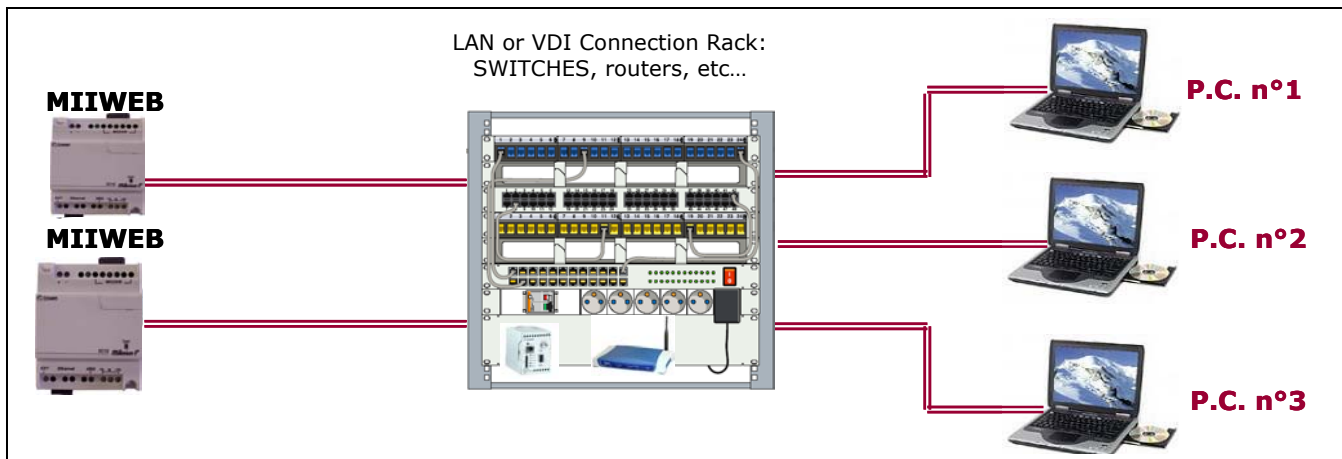 LAN or VDI Connection Rack:
SWITCHES, routers, etc…
MIIWEB
MIIWEB
P.C. n°1
P.C. n°2
P.C. n°3